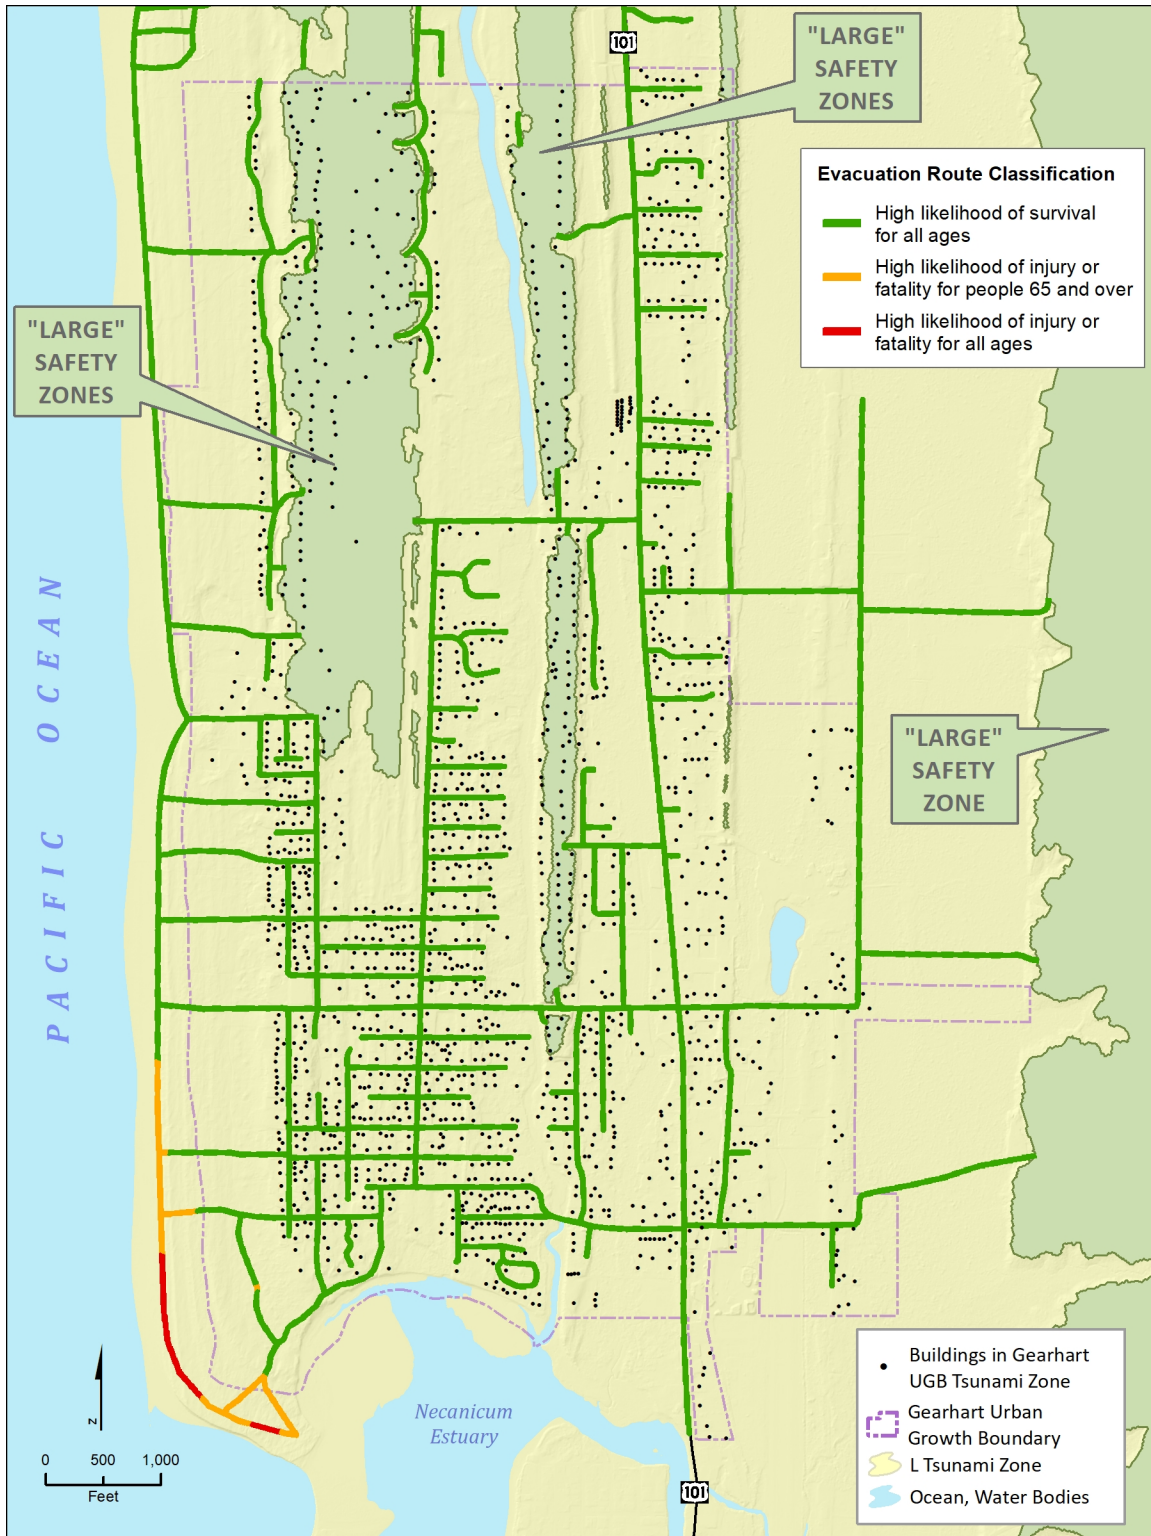 101
"LARGE"
SAFETY
ZONES
Evacuation Route Classification
High likelihood of survival
for all ages
High likelihood of injury or
fatality for people 65 and over
High likelihood of injury or
fatality for all ages
"LARGE"
SAFETY
ZONES
PACIFIC OCEAN
"LARGE"
SAFETY
ZONE
N
0 500 1,000
Feet
Necanicum
Estuary
101
Buildings in Gearhart
UGB Tsunami Zone
Gearhart Urban
Growth Boundary
L Tsunami Zone
Ocean, Water Bodies